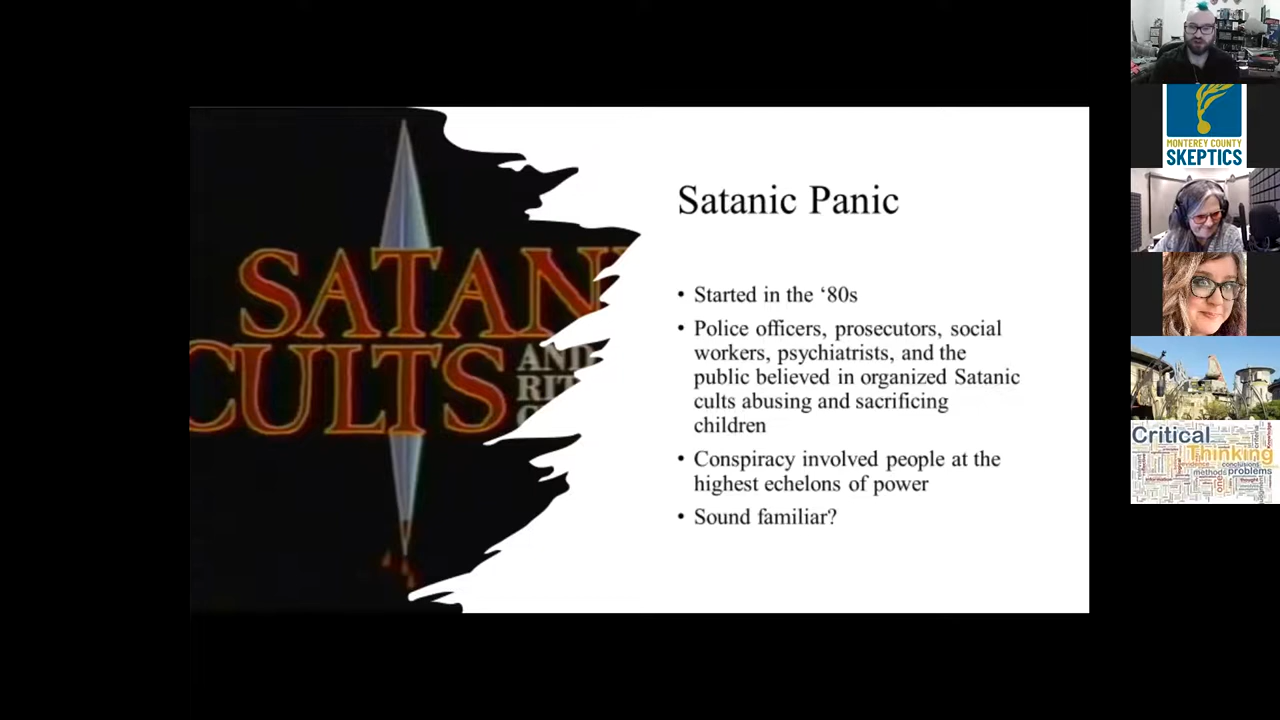 SATAN
CULTS
AND
RIT
Satanic Panic
• Started in the ‘80s
• Police officers, prosecutors, social
workers, psychiatrists, and the
public believed in organized Satanic
cults abusing and sacrificing
children
• Conspiracy involved people at the
highest echelons of power
• Sound familiar?
MONTEREY COUNTY
SKEPTICS
Critical
Thinking
evidence
conclusions
methods
problems